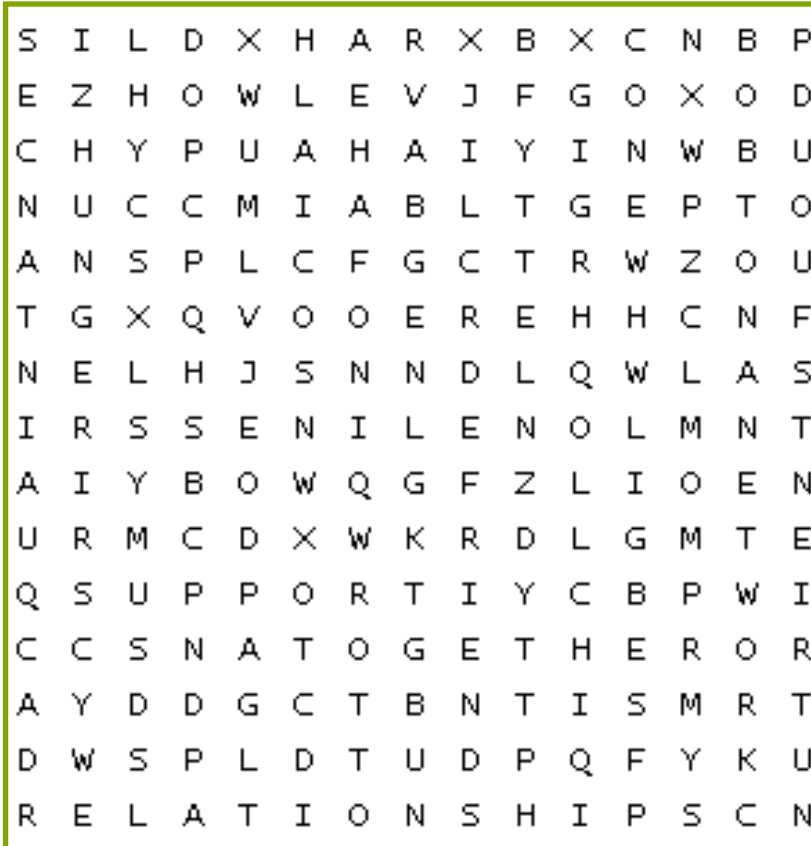 S I L D X H A R X B X C N B P
E Z H O W L E V J F G O X O D
C H Y P U A H A I Y I N W B U
N U C C M I A B L T G E P T O
A N S P L C F G C T R W Z O U
T G X Q V O O E R E H H C N F
N E L H J S N N D L Q W L A S
I R S S E N I L E N O L M N T
A I Y B O W Q G F Z L I O E N
U R M C D X W K R D L G M T E
Q S U P P O R T I Y C B P W I
C C S N A T O G E T H E R O R
A Y D D G C T B N T I S M R T
D W S P L D T U D P Q F Y K U
R E L A T I O N S H I P S C N